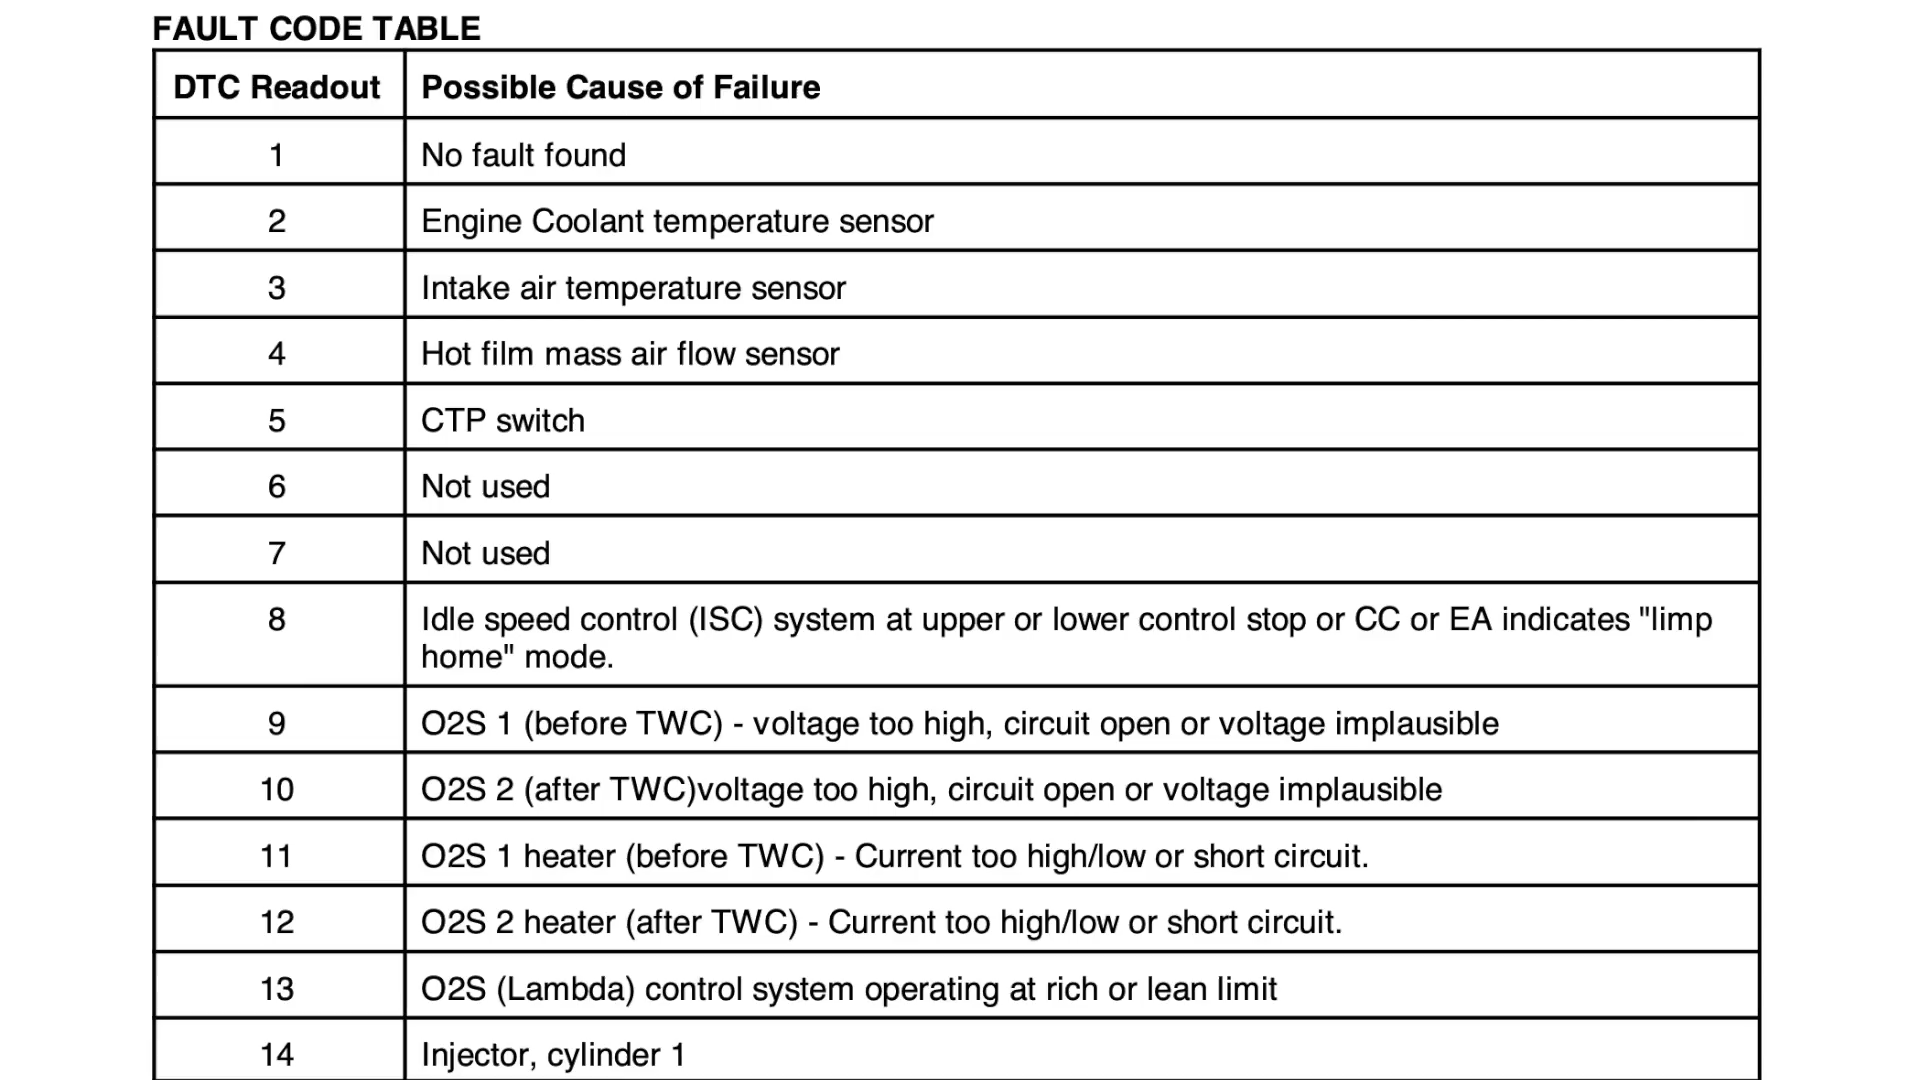 FAULT CODE TABLE
DTC Readout Possible Cause of Failure
1 No fault found
2 Engine Coolant temperature sensor
3 Intake air temperature sensor
4 Hot film mass air flow sensor
5 CTP switch
6 Not used
7 Not used
8 Idle speed control (ISC) system at upper or lower control stop or CC or EA indicates "limp
home" mode.
9 O2S 1 (before TWC) - voltage too high, circuit open or voltage implausible
10 O2S 2 (after TWC)voltage too high, circuit open or voltage implausible
11 O2S 1 heater (before TWC) - Current too high/low or short circuit.
12 O2S 2 heater (after TWC) - Current too high/low or short circuit.
13 O2S (Lambda) control system operating at rich or lean limit
14 Injector, cylinder 1